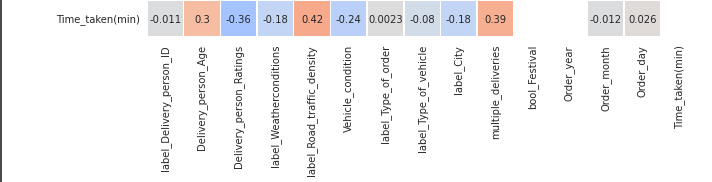 Time_taken(min) -0.011 0.3 -0.36 -0.18 0.42 -0.24 0.0023 -0.08 -0.18 0.39 -0.012 0.026
label_Delivery_person_ID
Delivery_person_Age
Delivery_person_Ratings
label_Weatherconditions
label_Road_traffic_density
Vehicle_condition
label_Type_of_order
label_Type_of_vehicle
label_City
multiple_deliveries
bool_Festival
Order_year
Order_month
Order_day
Time_taken(min)